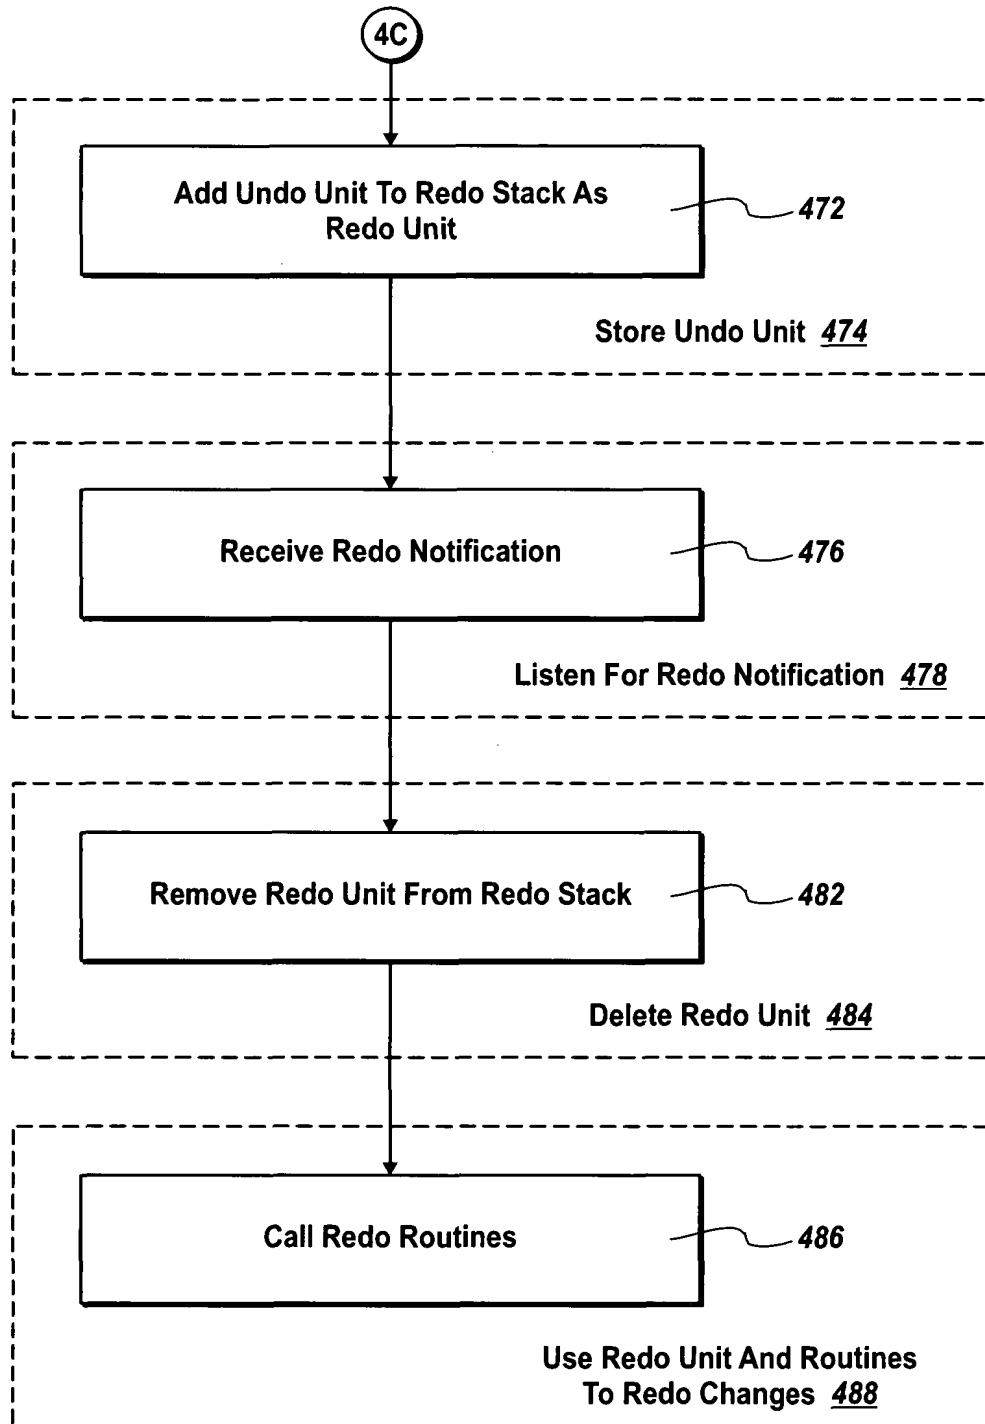 4C
Add Undo Unit To Redo Stack As
Redo Unit
472
Store Undo Unit 474
Receive Redo Notification
476
Listen For Redo Notification 478
Remove Redo Unit From Redo Stack
482
Delete Redo Unit 484
Call Redo Routines
486
Use Redo Unit And Routines
To Redo Changes 488